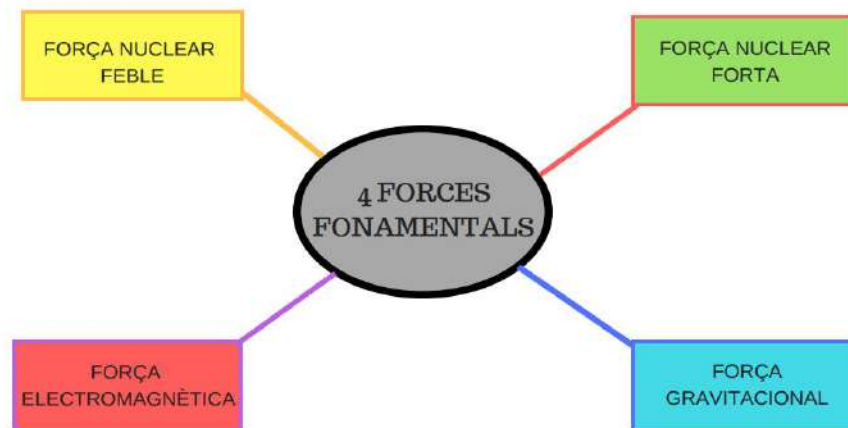 FORÇA NUCLEAR
FEBLE
FORÇA NUCLEAR
FORTA
4 FORCES
FONAMENTALS
FORÇA
ELECTROMAGNÈTICA
FORÇA
GRAVITACIONAL